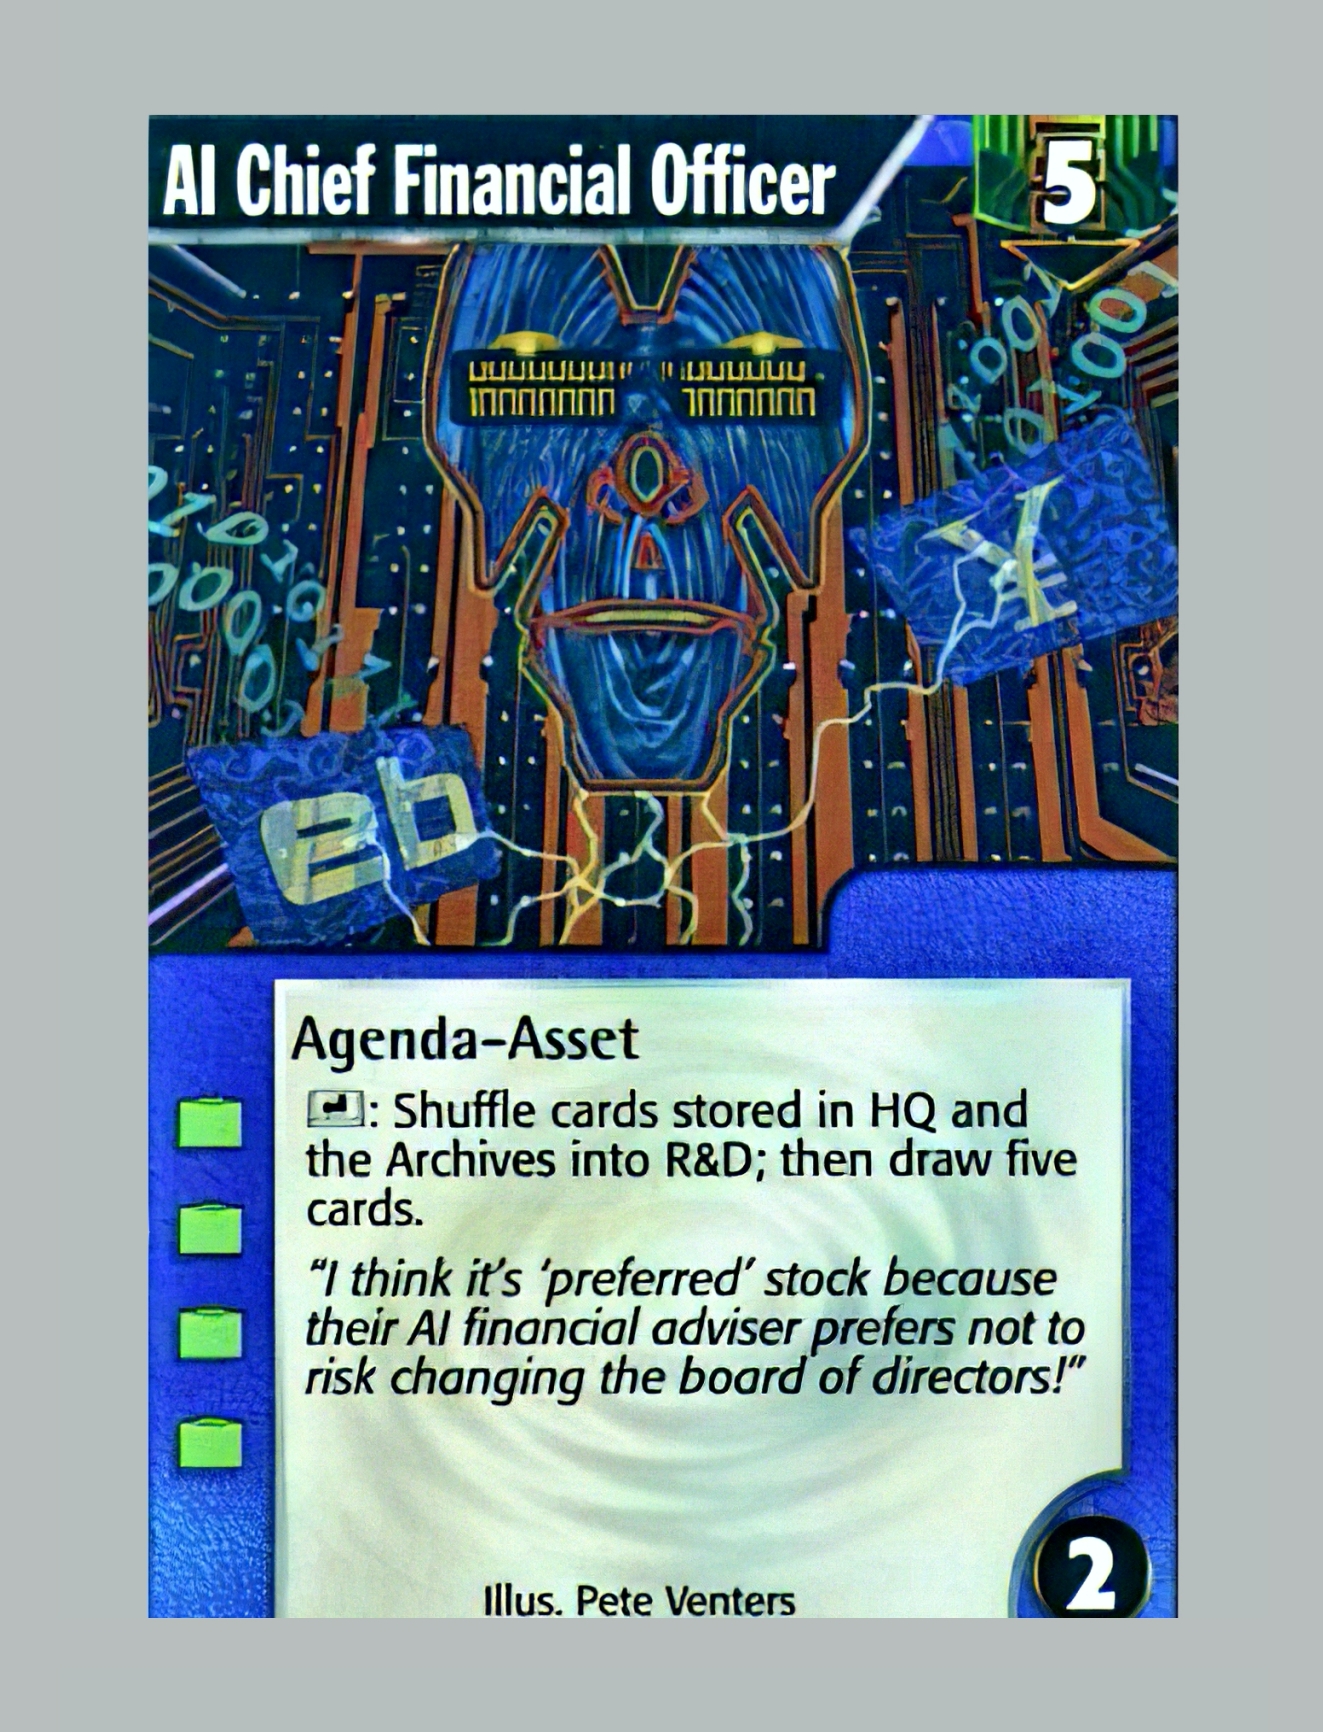 AI Chief Financial Officer
5
Agenda–Asset
: Shuffle cards stored in HQ and
the Archives into R&D; then draw five
cards.
“I think it’s ‘preferred’ stock because
their AI financial adviser prefers not to
risk changing the board of directors!”
2
Illus. Pete Venters